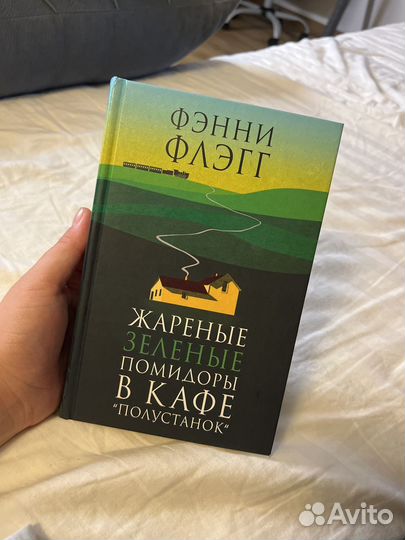 ФЭННИ
ФЛЭГГ
ЖАРЕНЫЕ
ЗЕЛЕНЫЕ
ПОМИДОРЫ
В КАФЕ
"ПОЛУСТАНОК"
Avito